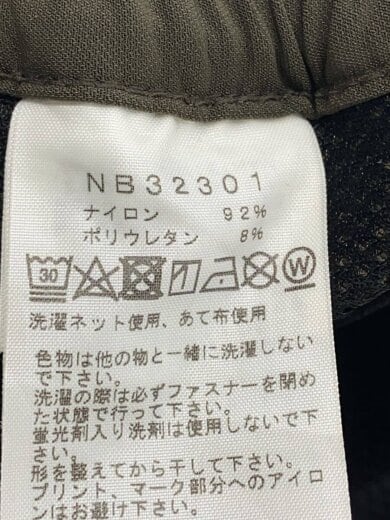 NB32301
ナイロン 92%
ポリウレタン 8%
30 W
洗濯ネット使用、あて布使用
色物は他の物と一緒に洗濯しない
で下さい。
洗濯の際は必ずファスナーを閉め
た状態で行って下さい。
蛍光剤入り洗剤は使用しないで下
さい。
形を整えてから干して下さい。
プリント、マーク部分へのアイロ
ンはお避け下さい。